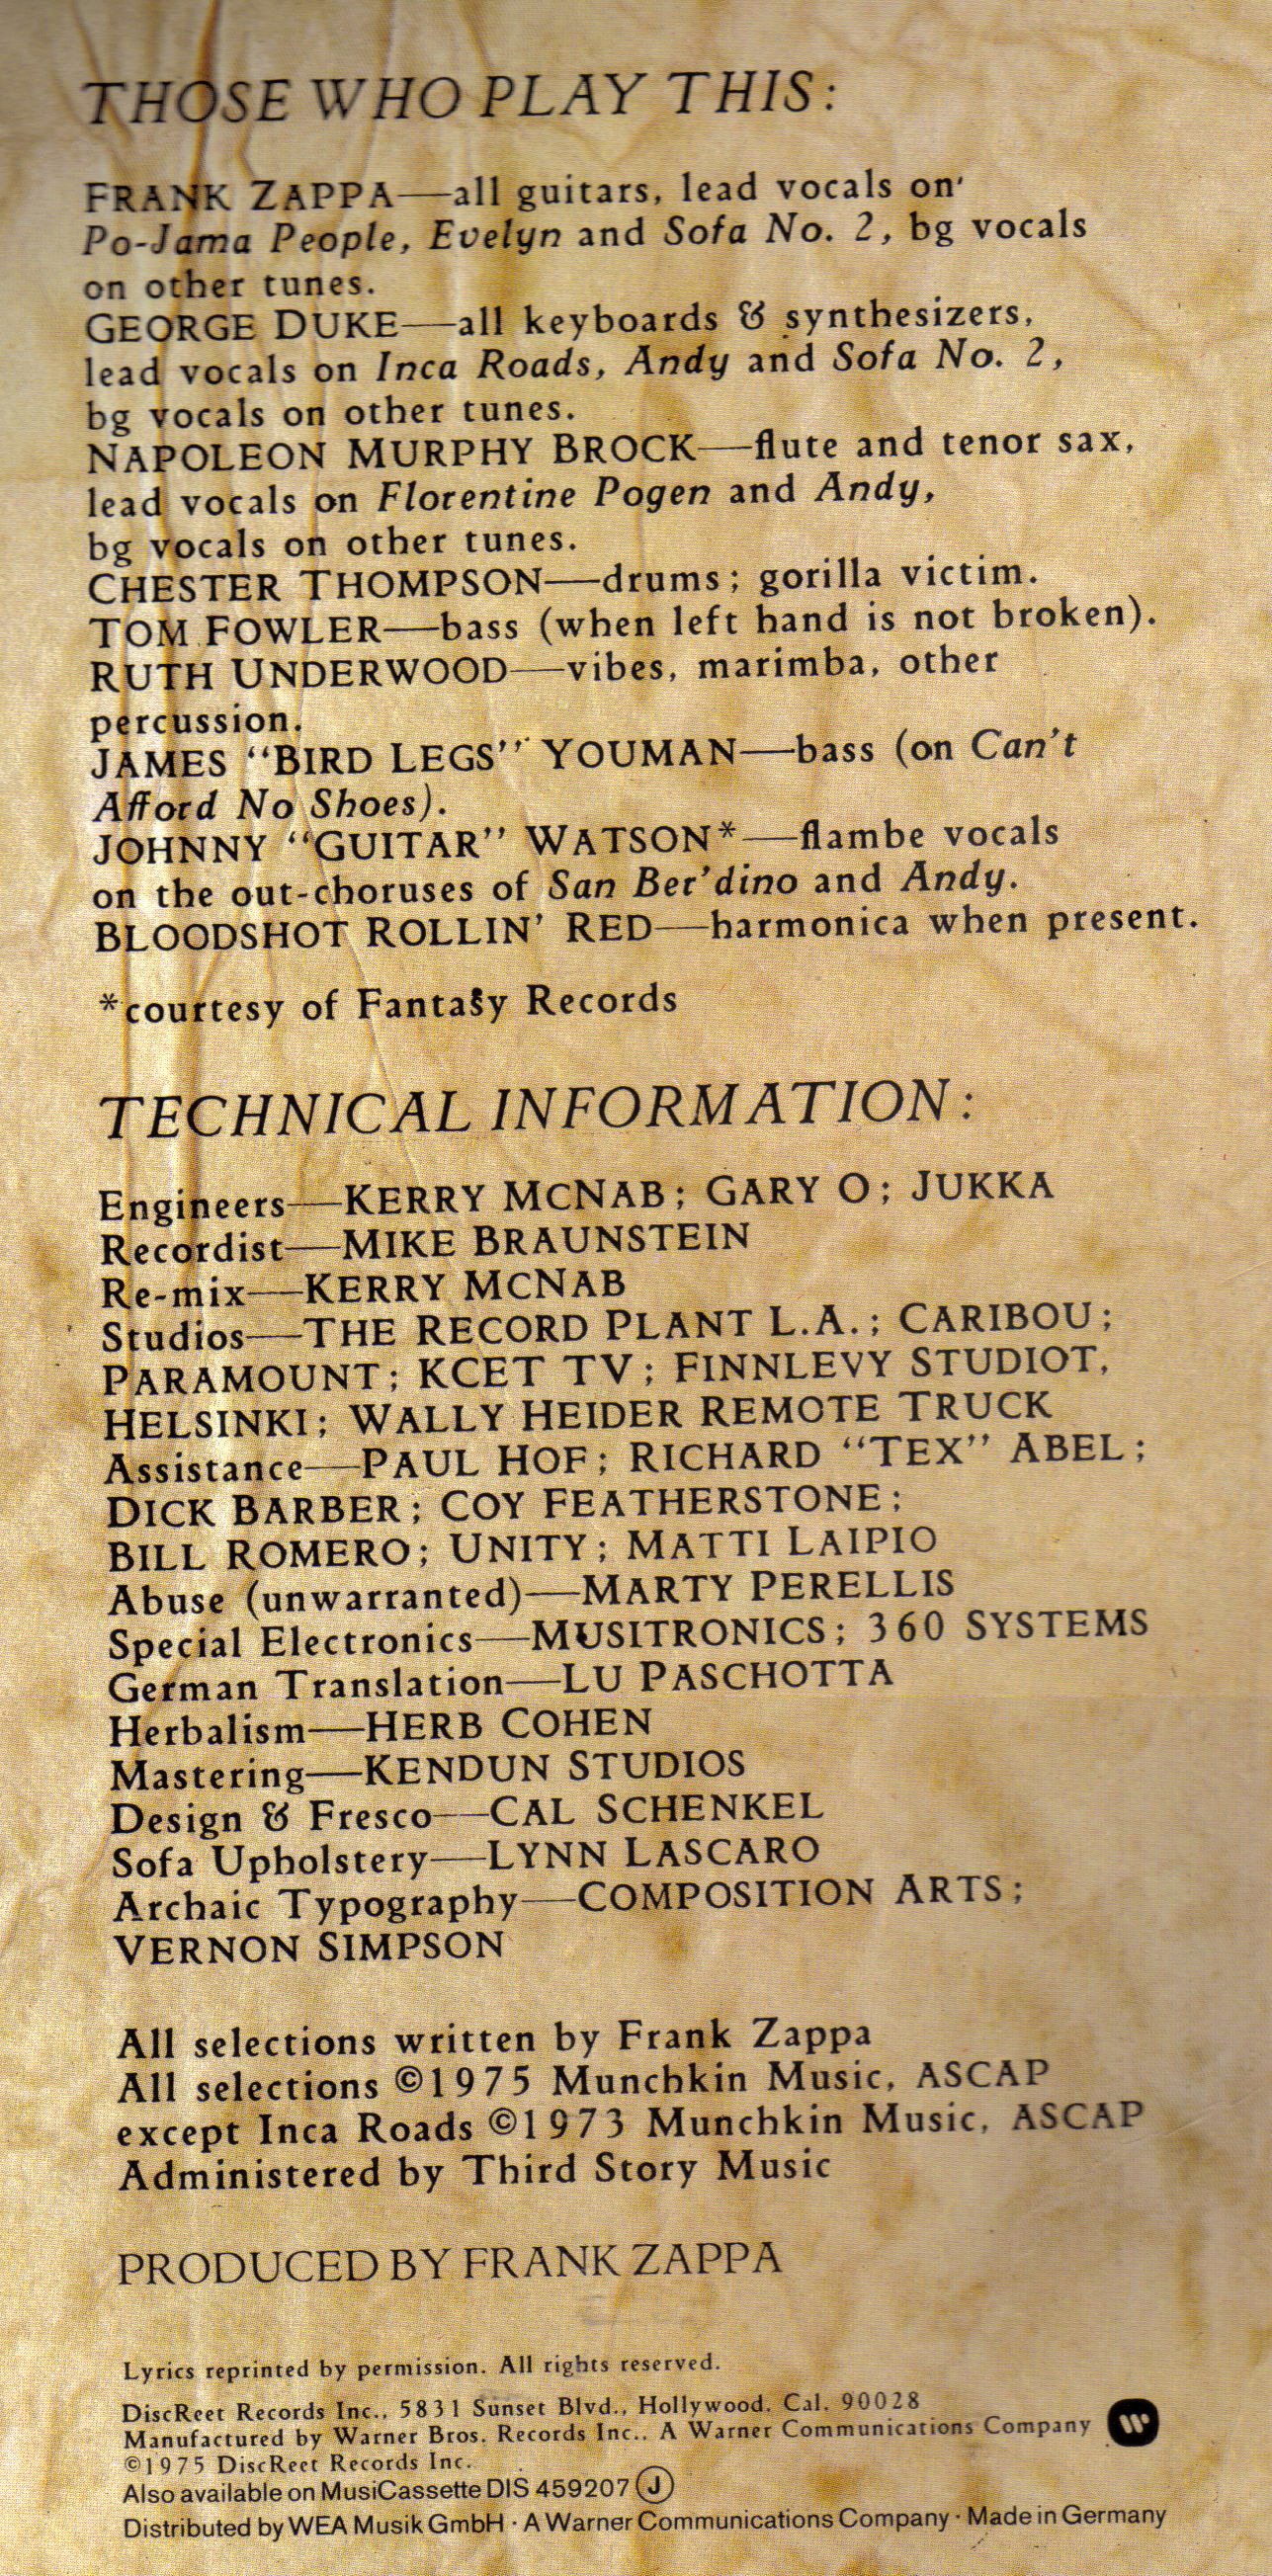 THOSE WHO PLAY THIS:
FRANK ZAPPA—all guitars, lead vocals on
Po-Jama People, Evelyn and Sofa No. 2, bg vocals
on other tunes.
GEORGE DUKE—all keyboards & synthesizers,
lead vocals on Inca Roads, Andy and Sofa No. 2,
bg vocals on other tunes.
NAPOLEON MURPHY BROCK—flute and tenor sax,
lead vocals on Florentine Pogen and Andy,
bg vocals on other tunes.
CHESTER THOMPSON—drums; gorilla victim.
TOM FOWLER—bass (when left hand is not broken).
RUTH UNDERWOOD—vibes, marimba, other
percussion.
JAMES “BIRD LEGS” YOUMAN—bass (on Can't
Afford No Shoes).
JOHNNY “GUITAR” WATSON*—flambe vocals
on the out-choruses of San Ber'dino and Andy.
BLOODSHOT ROLLIN' RED—harmonica when present.
*courtesy of Fantasy Records
TECHNICAL INFORMATION:
Engineers—KERRY MCNAB; GARY O; JUKKA
Recordist—MIKE BRAUNSTEIN
Re-mix—KERRY MCNAB
Studios—THE RECORD PLANT L.A.; CARIBOU;
PARAMOUNT; KCET TV; FINNLEVY STUDIOT,
HELSINKI; WALLY HEIDER REMOTE TRUCK
Assistance—PAUL HOF; RICHARD “TEX” ABEL;
DICK BARBER; COY FEATHERSTONE;
BILL ROMERO; UNITY; MATTI LAIPIO
Abuse (unwarranted)—MARTY PERELLIS
Special Electronics—MUSITRONICS; 360 SYSTEMS
German Translation—LU PASCHOTTA
Herbalism—HERB COHEN
Mastering—KENDUN STUDIOS
Design & Fresco—CAL SCHENKEL
Sofa Upholstery—LYNN LASCARO
Archaic Typography—COMPOSITION ARTS;
VERNON SIMPSON
All selections written by Frank Zappa
All selections ©1975 Munchkin Music, ASCAP
except Inca Roads ©1973 Munchkin Music, ASCAP
Administered by Third Story Music
PRODUCED BY FRANK ZAPPA
Lyrics reprinted by permission. All rights reserved.
DiscReet Records Inc., 5831 Sunset Blvd., Hollywood, Cal. 90028
Manufactured by Warner Bros. Records Inc., A Warner Communications Company
©1975 DiscReet Records Inc.
Also available on MusiCassette DIS 459207 J
Distributed by WEA Musik GmbH · A Warner Communications Company · Made in Germany